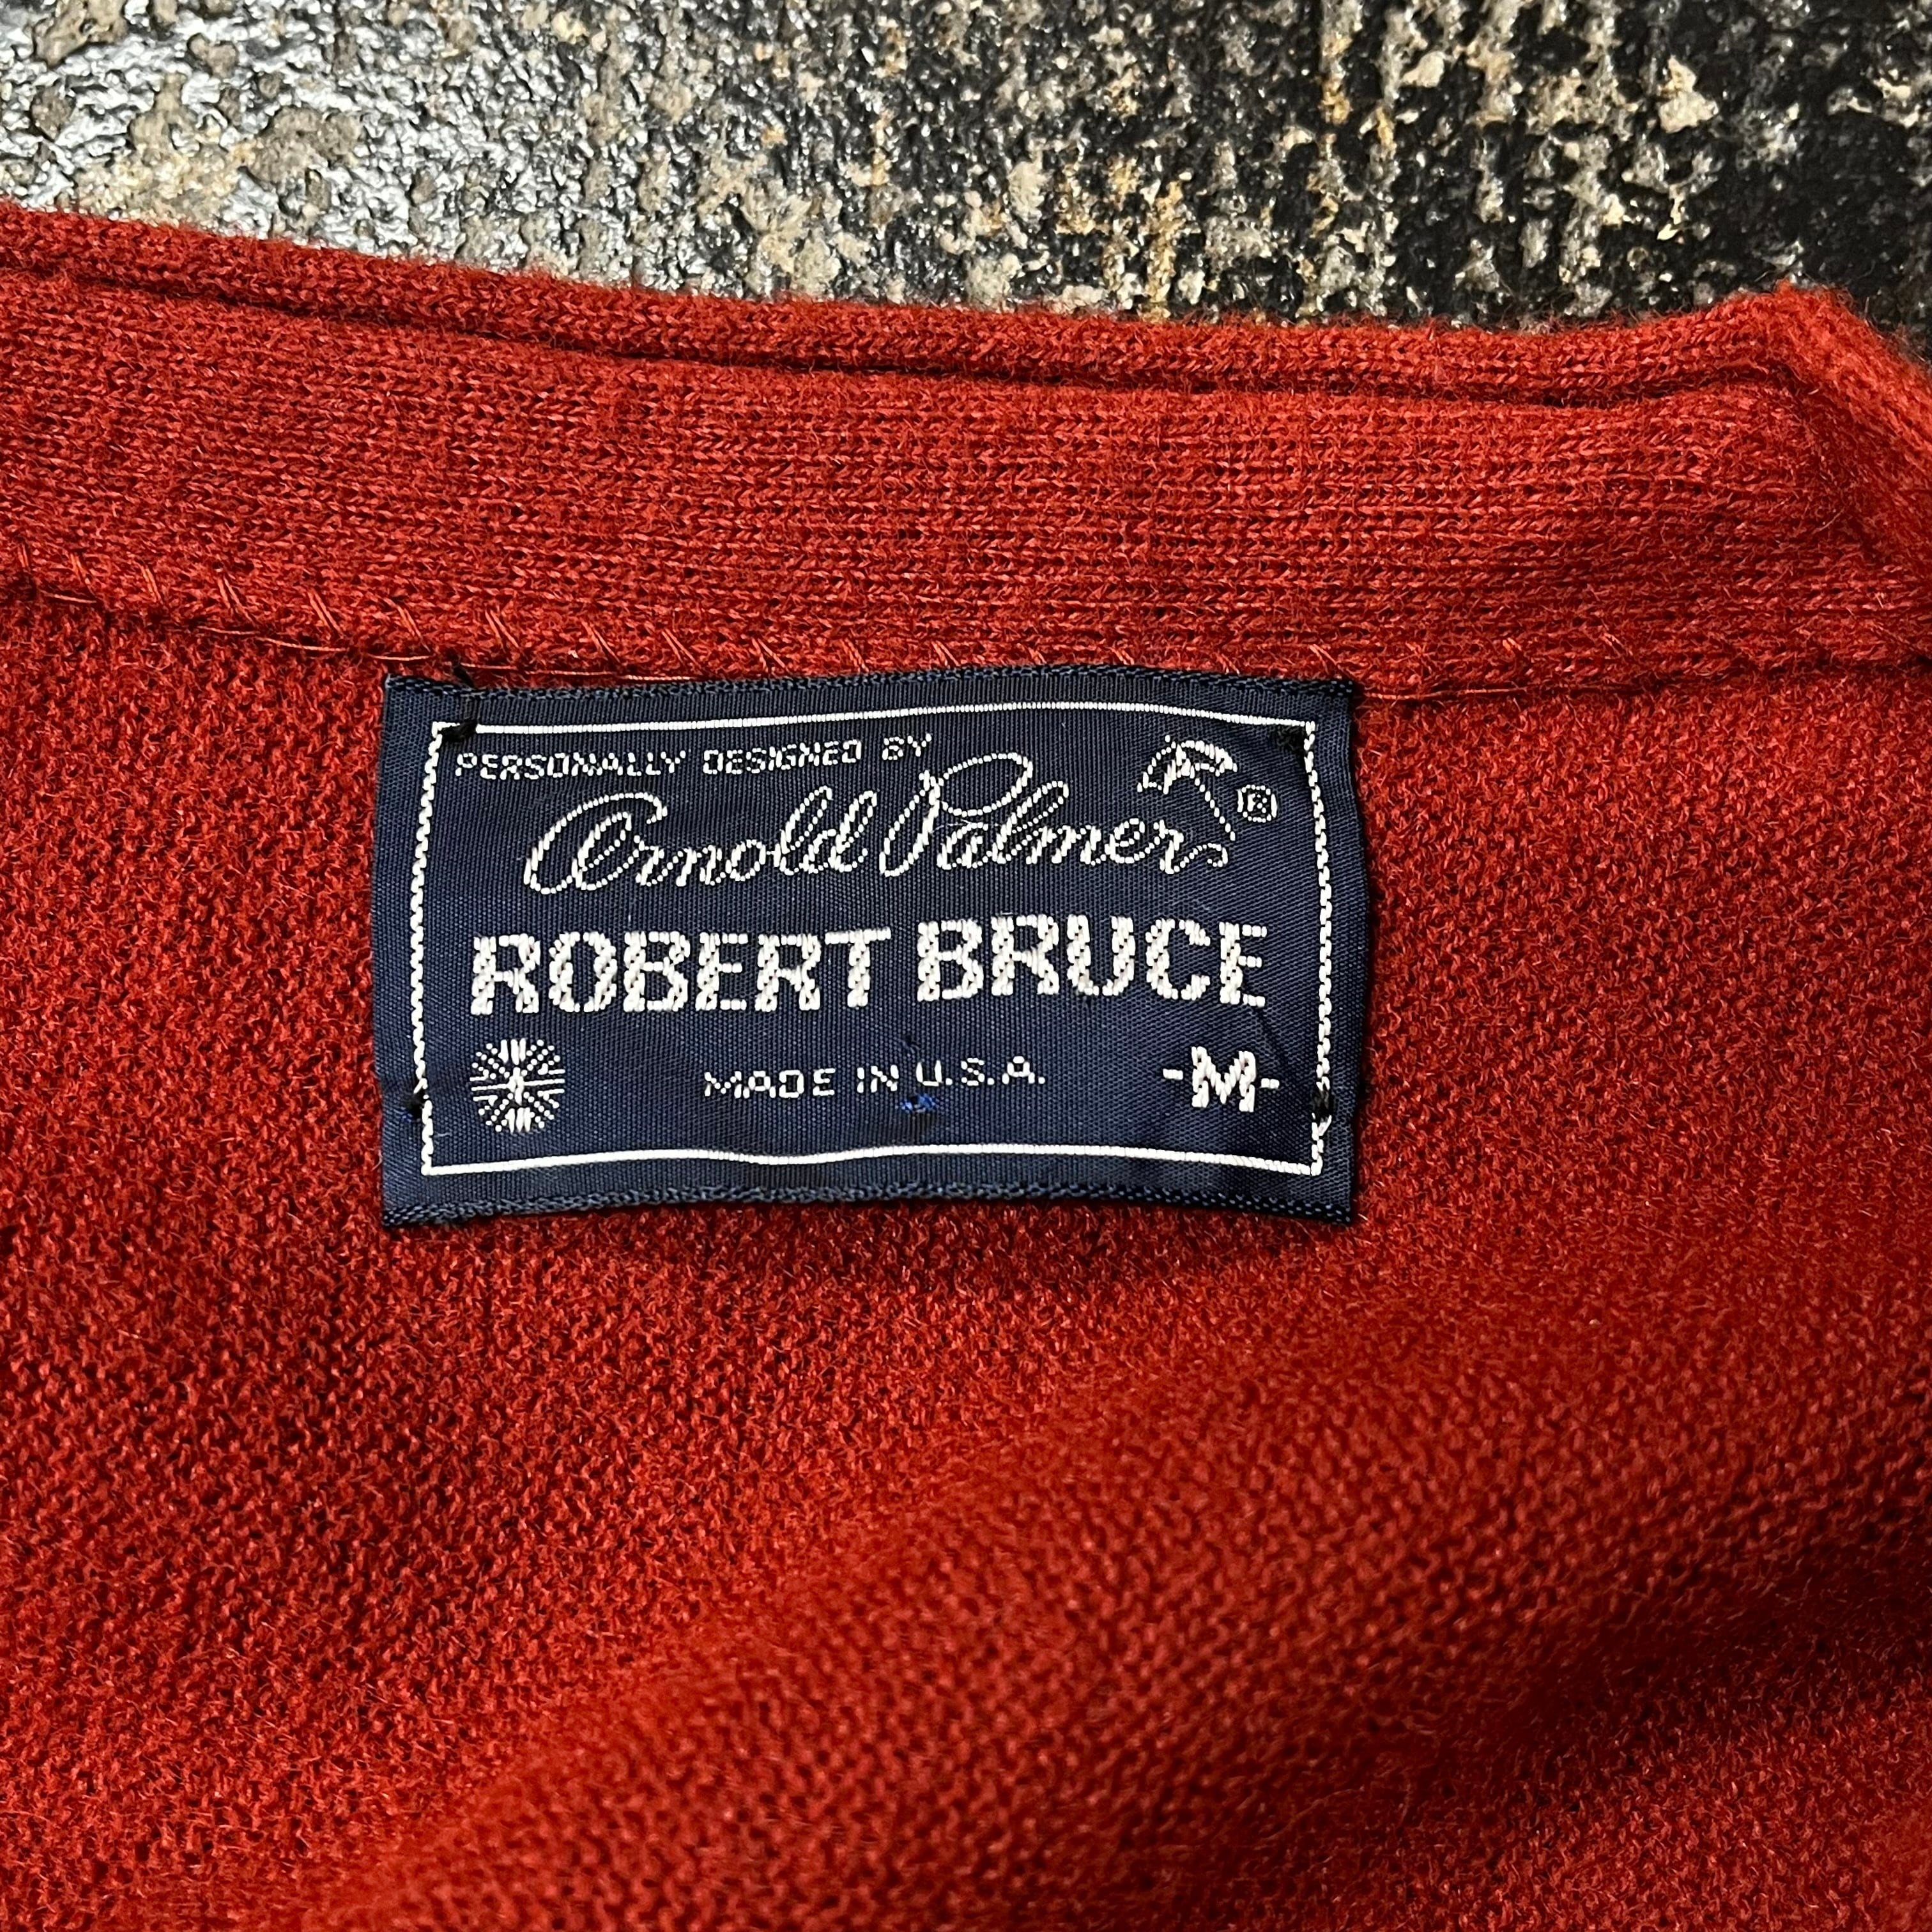 PERSONALLY DESIGNED BY
Arnold Palmer ®
ROBERT BRUCE
MADE IN U.S.A. -M-